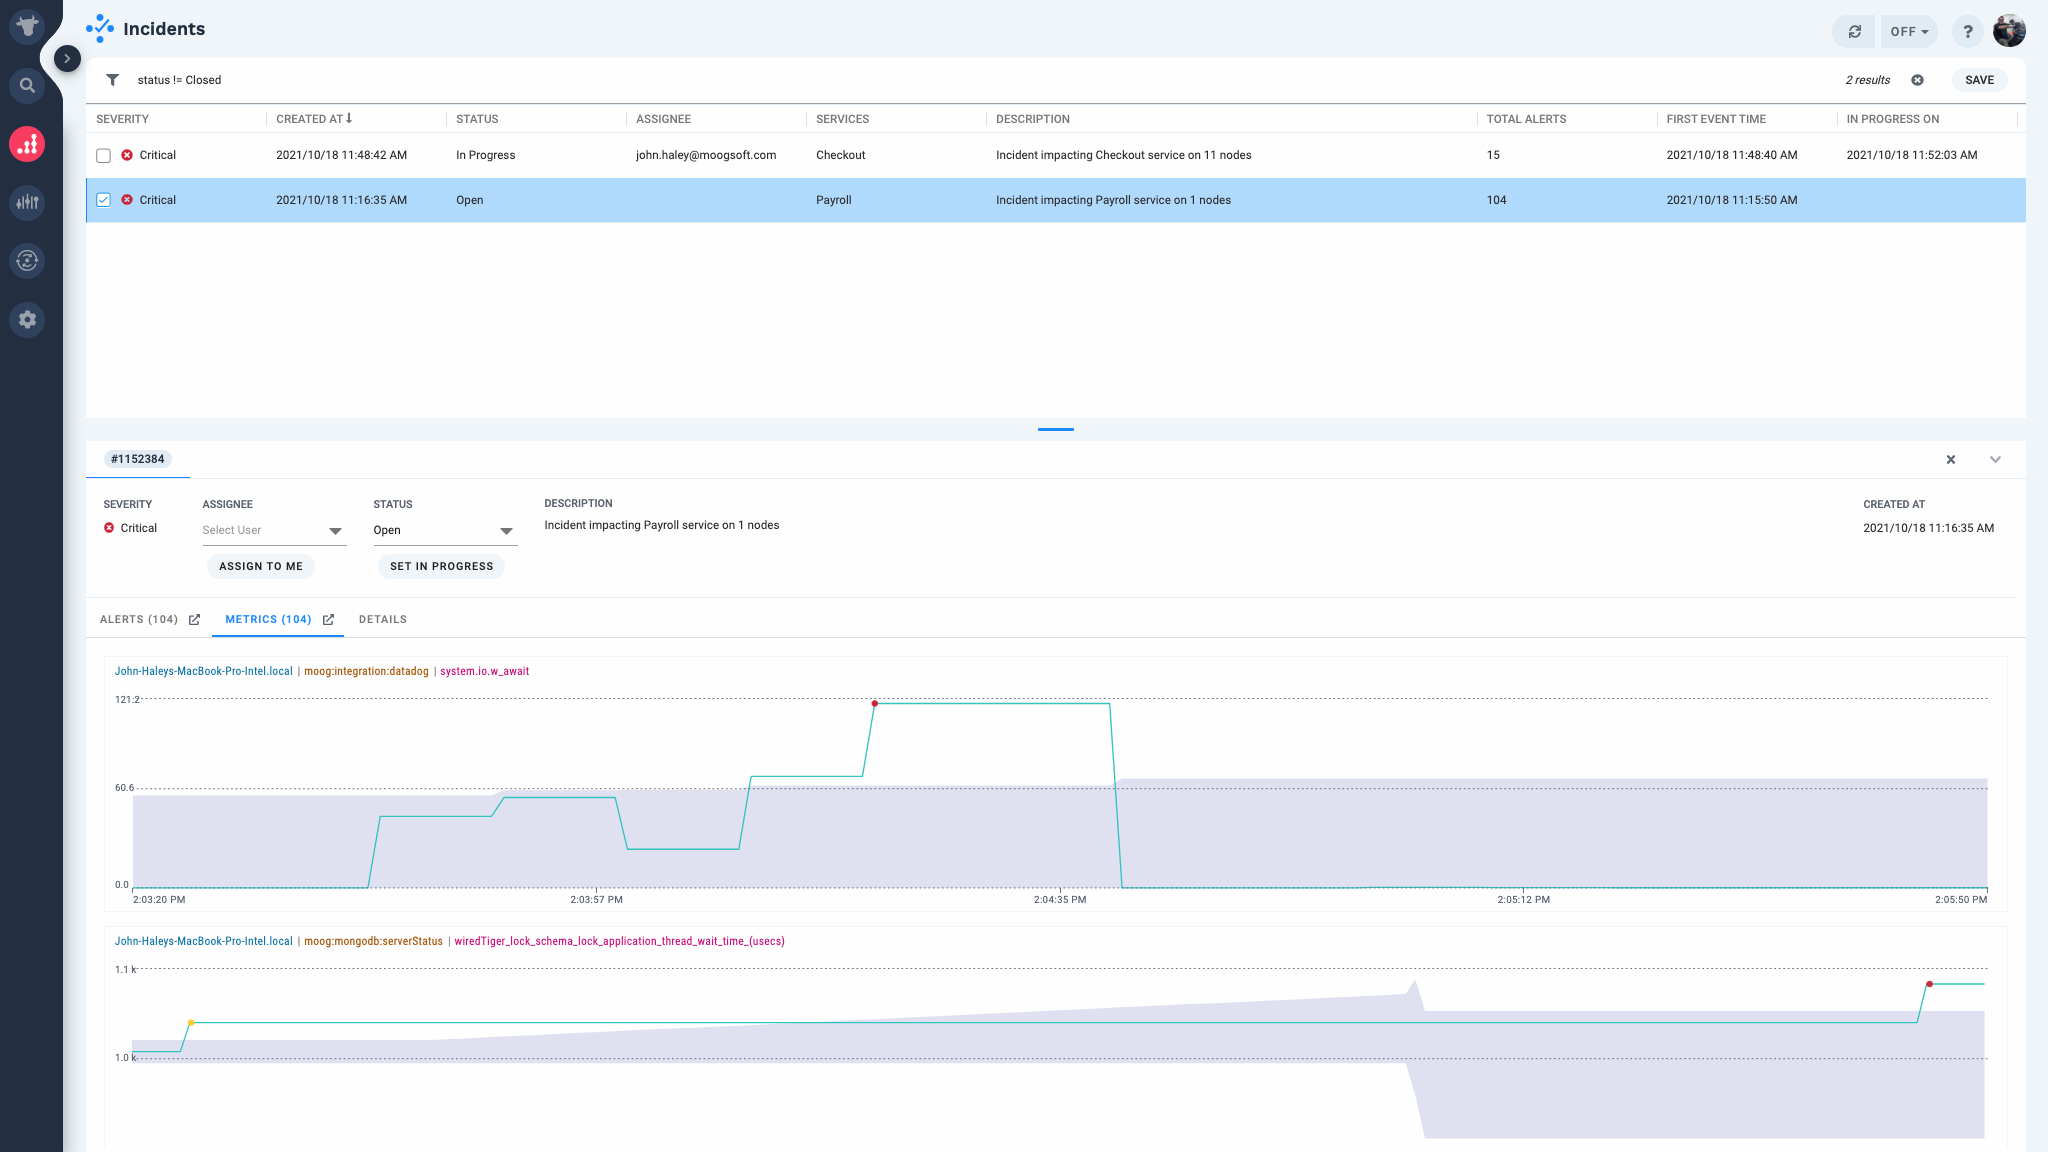 Incidents
OFF
?
status != Closed
2 results
SAVE
SEVERITY CREATED AT STATUS ASSIGNEE SERVICES DESCRIPTION TOTAL ALERTS FIRST EVENT TIME IN PROGRESS ON
Critical 2021/10/18 11:48:42 AM In Progress john.haley@moogsoft.com Checkout Incident impacting Checkout service on 11 nodes 15 2021/10/18 11:48:40 AM 2021/10/18 11:52:03 AM
Critical 2021/10/18 11:16:35 AM Open Payroll Incident impacting Payroll service on 1 nodes 104 2021/10/18 11:15:50 AM
#1152384
SEVERITY ASSIGNEE STATUS DESCRIPTION CREATED AT
Critical Select User Open Incident impacting Payroll service on 1 nodes 2021/10/18 11:16:35 AM
ASSIGN TO ME SET IN PROGRESS
ALERTS (104) METRICS (104) DETAILS
John-Haleys-MacBook-Pro-Intel.local | moog:integration:datadog | system.io.w_await
121.2
60.6
0.0
2:03:20 PM 2:03:57 PM 2:04:35 PM 2:05:12 PM 2:05:50 PM
John-Haleys-MacBook-Pro-Intel.local | moog:mongodb:serverStatus | wiredTiger_lock_schema_lock_application_thread_wait_time_(usecs)
1.1 k
1.0 k